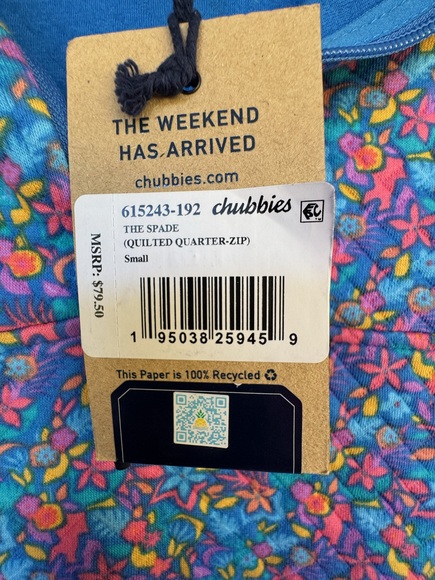 THE WEEKEND
HAS ARRIVED
chubbies.com
615243-192 chubbies
THE SPADE
(QUILTED QUARTER-ZIP)
Small
MSRP: $79.50
1 95038 25945 9
This Paper is 100% Recycled